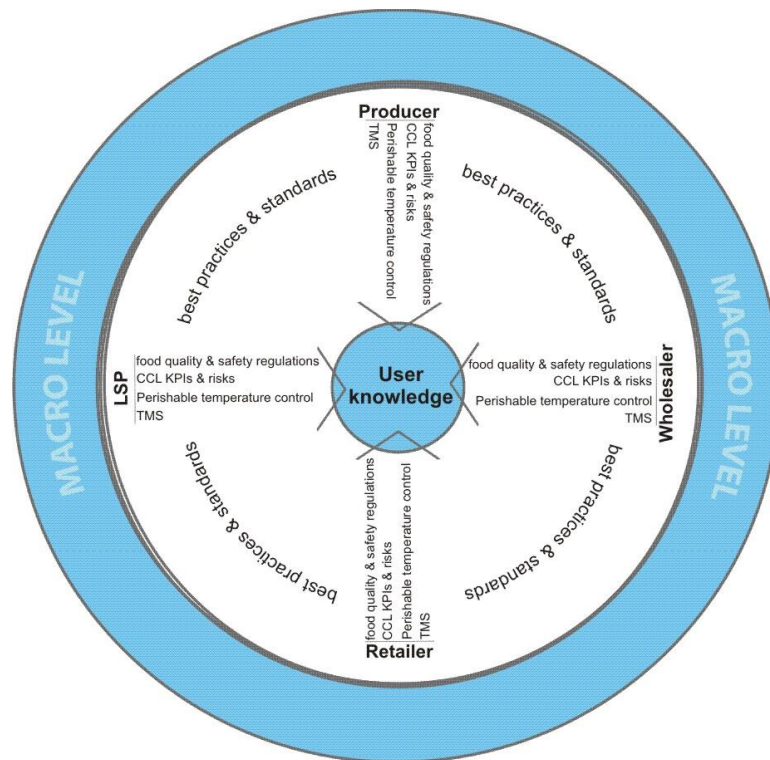 Producer
food quality & safety regulations
CCL KPIs & risks
Perishable temperature control
TMS
best practices & standards
best practices & standards
MACRO LEVEL
MACRO LEVEL
LSP
food quality & safety regulations
CCL KPIs & risks
Perishable temperature control
TMS
User
knowledge
food quality & safety regulations
CCL KPIs & risks
Perishable temperature control
TMS
Wholesaler
best practices & standards
best practices & standards
food quality & safety regulations
CCL KPIs & risks
Perishable temperature control
TMS
Retailer